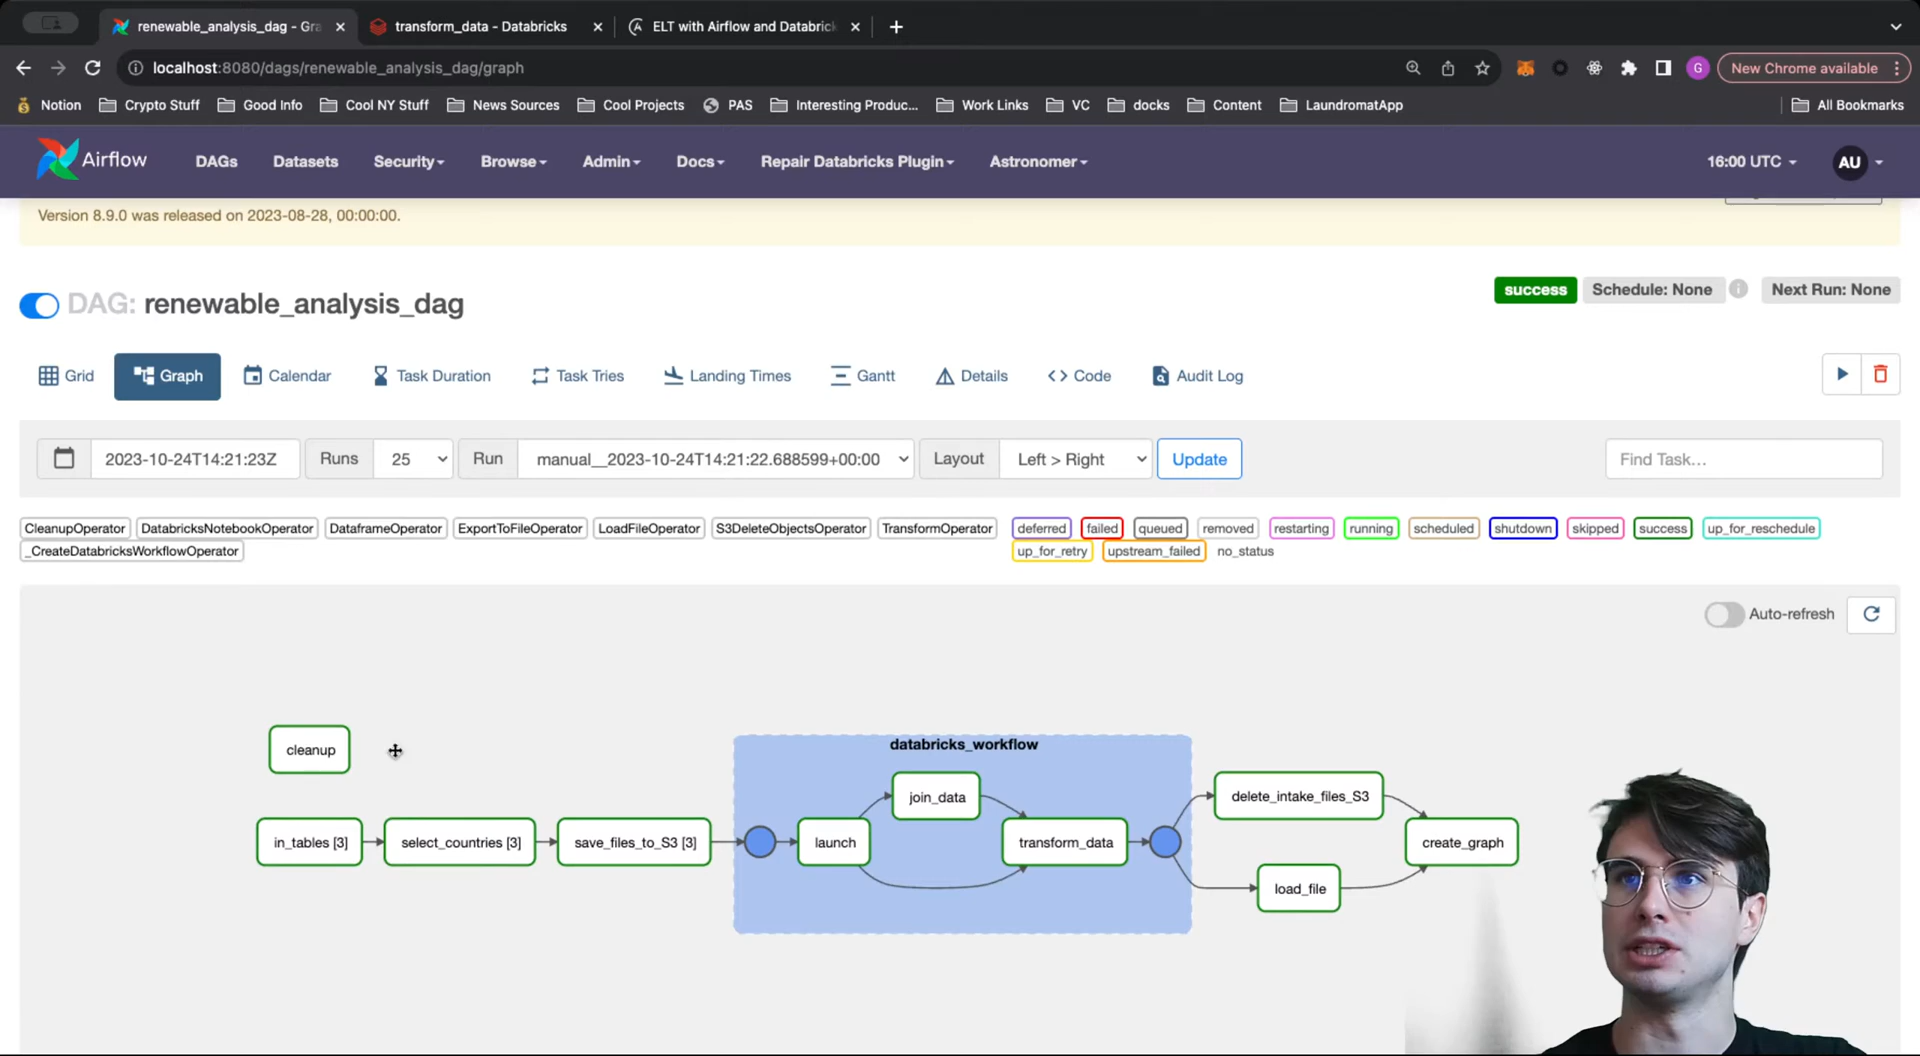 renewable_analysis_dag - Gra
transform_data - Databricks
ELT with Airflow and Databric
localhost:8080/dags/renewable_analysis_dag/graph
G
New Chrome available
Notion
Crypto Stuff
Good Info
Cool NY Stuff
News Sources
Cool Projects
PAS
Interesting Produc...
Work Links
VC
docks
Content
LaundromatApp
All Bookmarks
Airflow
DAGs
Datasets
Security
Browse
Admin
Docs
Repair Databricks Plugin
Astronomer
16:00 UTC
AU
Version 8.9.0 was released on 2023-08-28, 00:00:00.
DAG: renewable_analysis_dag
success
Schedule: None
Next Run: None
Grid
Graph
Calendar
Task Duration
Task Tries
Landing Times
Gantt
Details
Code
Audit Log
2023-10-24T14:21:23Z
Runs
25
Run
manual__2023-10-24T14:21:22.688599+00:00
Layout
Left > Right
Update
Find Task...
CleanupOperator
DatabricksNotebookOperator
DataframeOperator
ExportToFileOperator
LoadFileOperator
S3DeleteObjectsOperator
TransformOperator
_CreateDatabricksWorkflowOperator
deferred
failed
queued
removed
restarting
running
scheduled
shutdown
skipped
success
up_for_reschedule
up_for_retry
upstream_failed
no_status
Auto-refresh
cleanup
in_tables [3]
select_countries [3]
save_files_to_S3 [3]
databricks_workflow
launch
join_data
transform_data
delete_intake_files_S3
load_file
create_graph